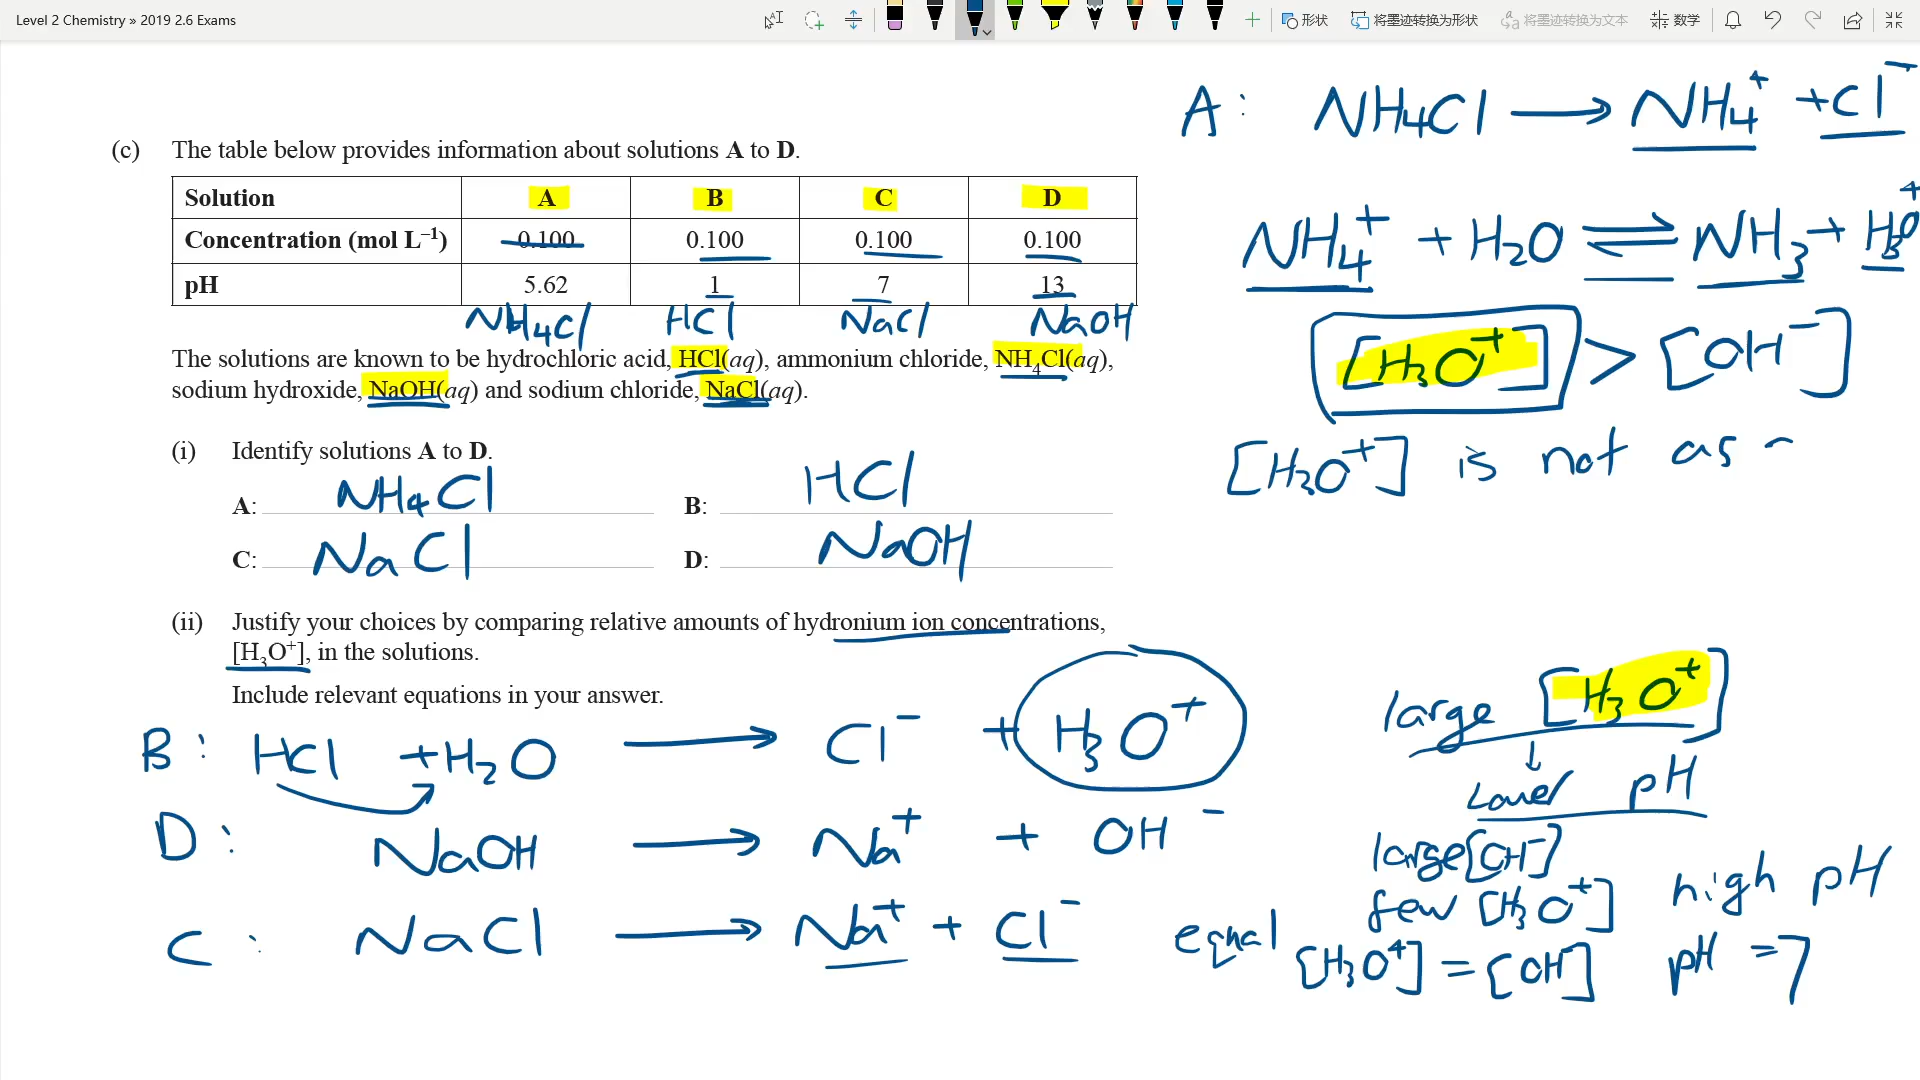 Level 2 Chemistry » 2019 2.6 Exams
形状 将墨迹转换为形状 将墨迹转换为文本 数学
(c) The table below provides information about solutions A to D.
Solution A B C D
Concentration (mol L⁻¹) 0.100 0.100 0.100 0.100
pH 5.62 1 7 13
NH4Cl HCl NaCl NaOH
The solutions are known to be hydrochloric acid, HCl(aq), ammonium chloride, NH₄Cl(aq),
sodium hydroxide, NaOH(aq) and sodium chloride, NaCl(aq).
(i) Identify solutions A to D.
A: NH4Cl B: HCl
C: NaCl D: NaOH
(ii) Justify your choices by comparing relative amounts of hydronium ion concentrations,
[H₃O⁺], in the solutions.
Include relevant equations in your answer.
B: HCl + H₂O → Cl⁻ + H₃O⁺
D: NaOH → Na⁺ + OH⁻
C: NaCl → Na⁺ + Cl⁻
A: NH4Cl → NH₄⁺ + Cl⁻
NH₄⁺ + H₂O ⇌ NH₃ + H₃O⁺
[H₃O⁺] > [OH⁻]
[H₃O⁺] is not as
large [H₃O⁺]
↓
Lower pH
large [OH⁻]
few [H₃O⁺] high pH
equal [H₃O⁺] = [OH] pH = 7